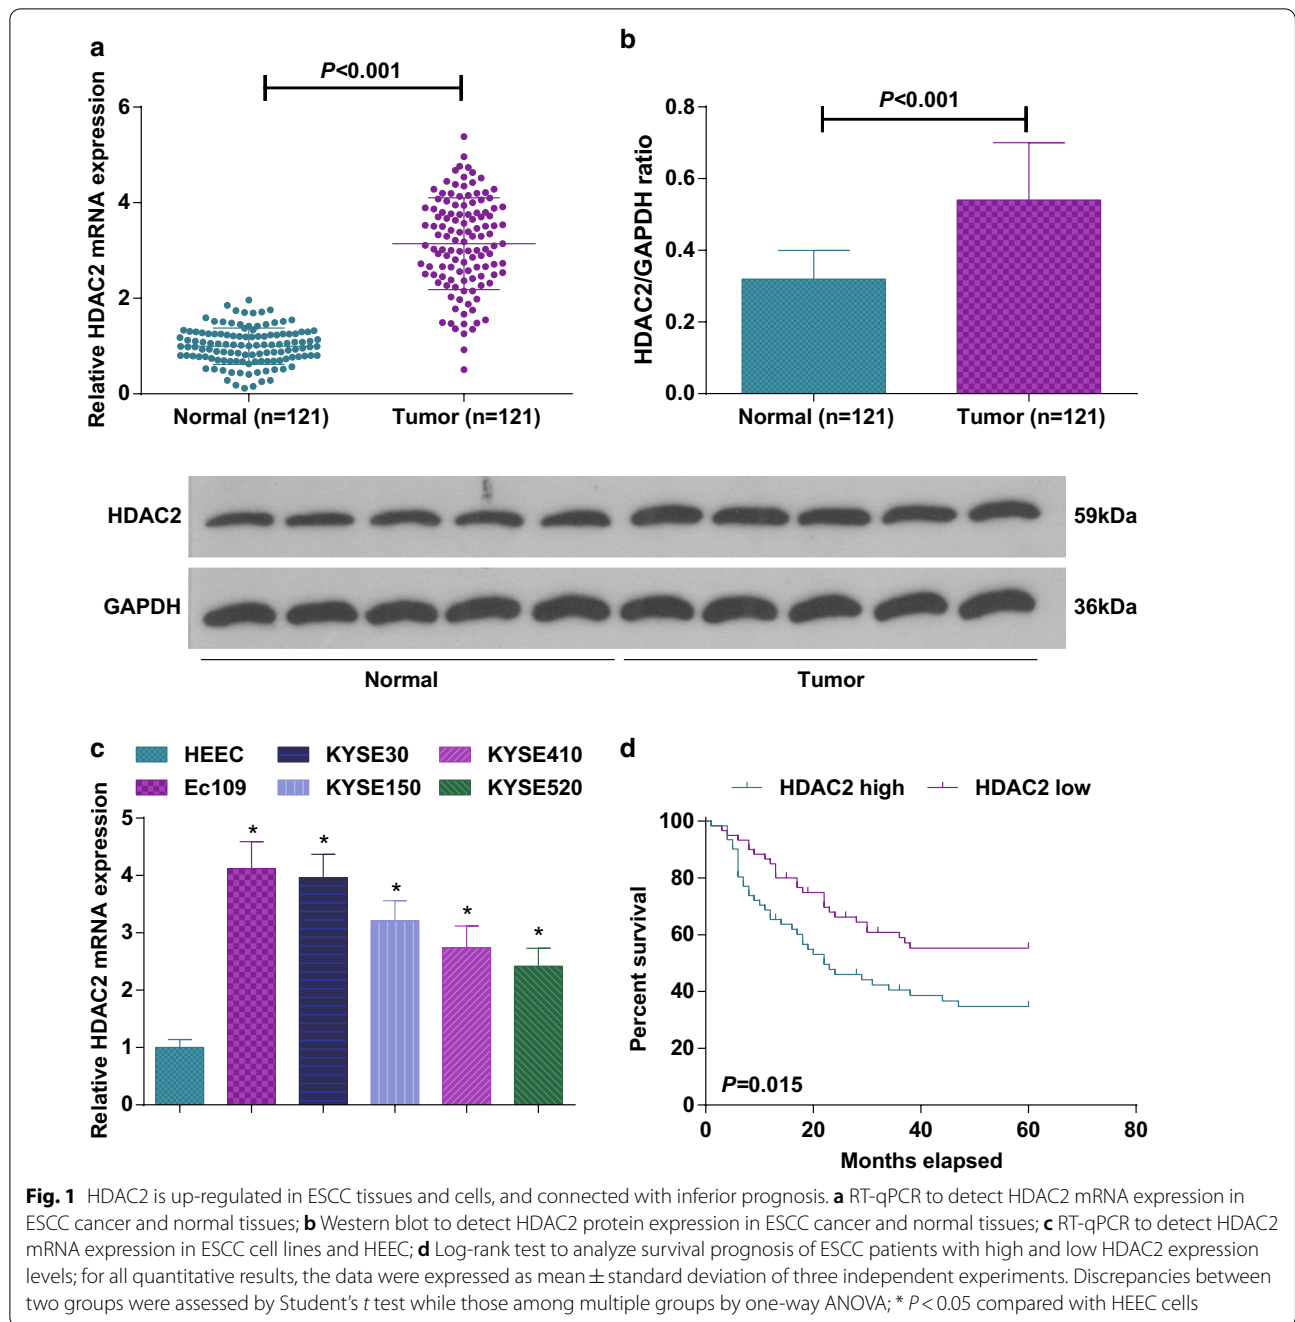 a
P<0.001
Relative HDAC2 mRNA expression
6
4
2
0
Normal (n=121)
Tumor (n=121)
b
P<0.001
HDAC2/GAPDH ratio
0.8
0.6
0.4
0.2
0.0
Normal (n=121)
Tumor (n=121)
HDAC2
59kDa
GAPDH
36kDa
Normal
Tumor
c
HEEC
KYSE30
KYSE410
Ec109
KYSE150
KYSE520
Relative HDAC2 mRNA expression
5
4
3
2
1
0
*
*
*
*
*
d
HDAC2 high
HDAC2 low
Percent survival
100
80
60
40
20
0
P=0.015
0
20
40
60
80
Months elapsed
Fig. 1 HDAC2 is up-regulated in ESCC tissues and cells, and connected with inferior prognosis. a RT-qPCR to detect HDAC2 mRNA expression in
ESCC cancer and normal tissues; b Western blot to detect HDAC2 protein expression in ESCC cancer and normal tissues; c RT-qPCR to detect HDAC2
mRNA expression in ESCC cell lines and HEEC; d Log-rank test to analyze survival prognosis of ESCC patients with high and low HDAC2 expression
levels; for all quantitative results, the data were expressed as mean ± standard deviation of three independent experiments. Discrepancies between
two groups were assessed by Student's t test while those among multiple groups by one-way ANOVA; * P < 0.05 compared with HEEC cells